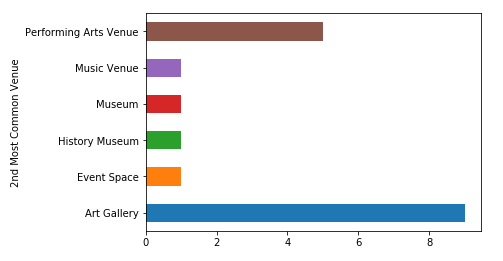 2nd Most Common Venue
Performing Arts Venue
Music Venue
Museum
History Museum
Event Space
Art Gallery
0 2 4 6 8